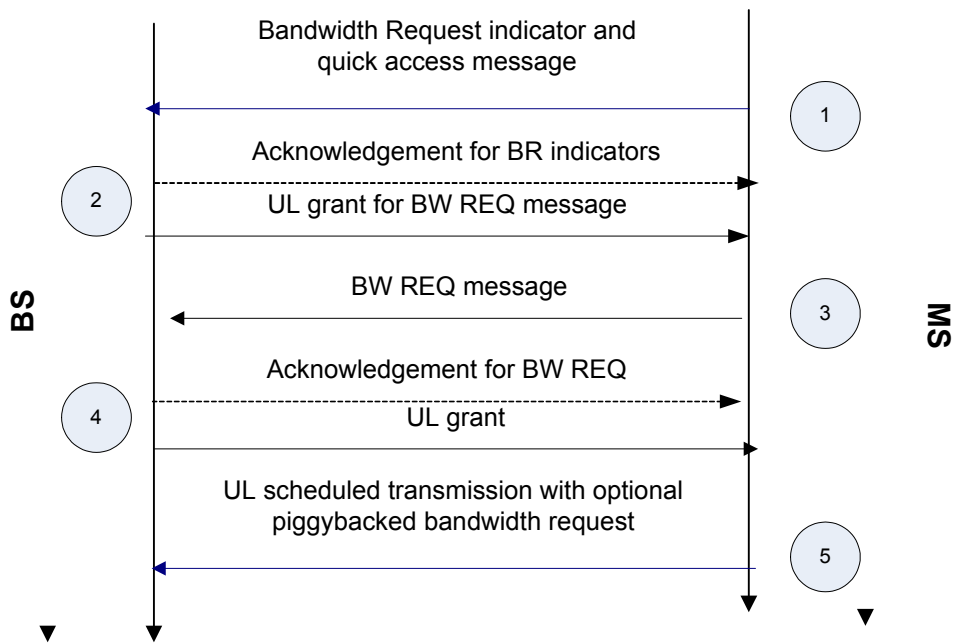 Bandwidth Request indicator and
quick access message
1
Acknowledgement for BR indicators
2
UL grant for BW REQ message
BW REQ message
3
BS
MS
Acknowledgement for BW REQ
4
UL grant
UL scheduled transmission with optional
piggybacked bandwidth request
5